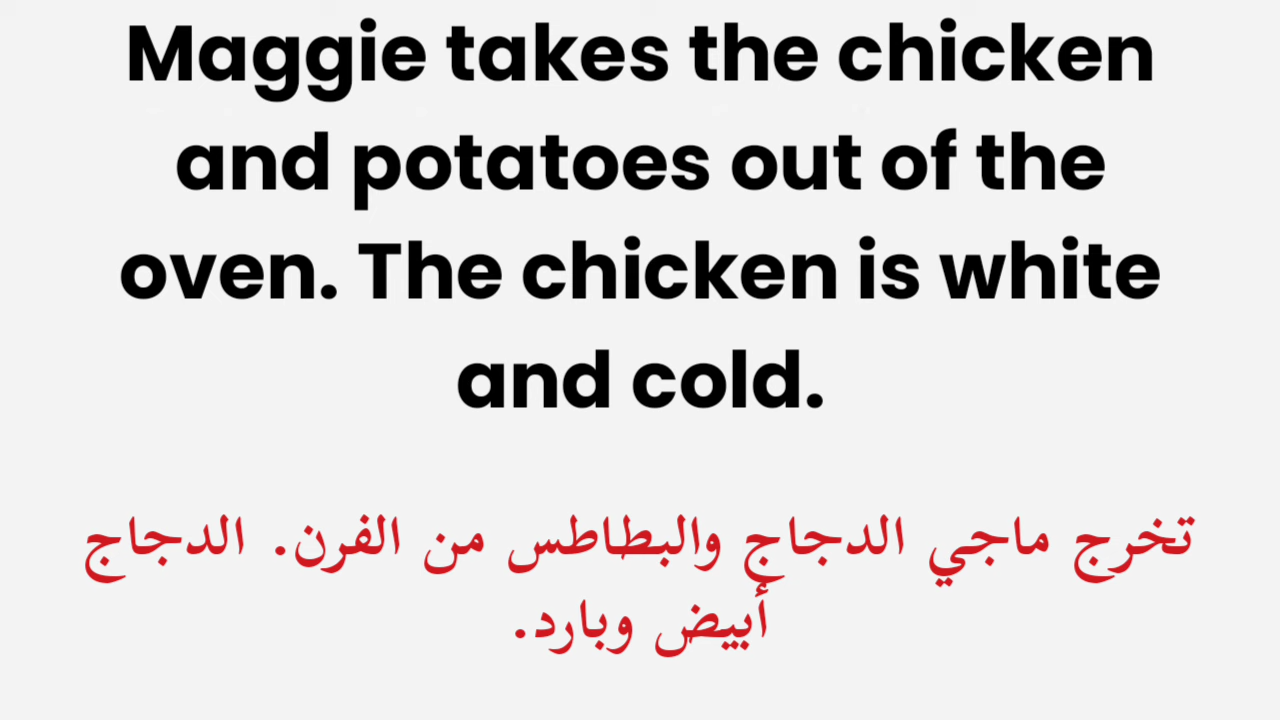 Maggie takes the chicken
and potatoes out of the
oven. The chicken is white
and cold.
تخرج ماجي الدجاج والبطاطس من الفرن. الدجاج
أبيض وبارد.